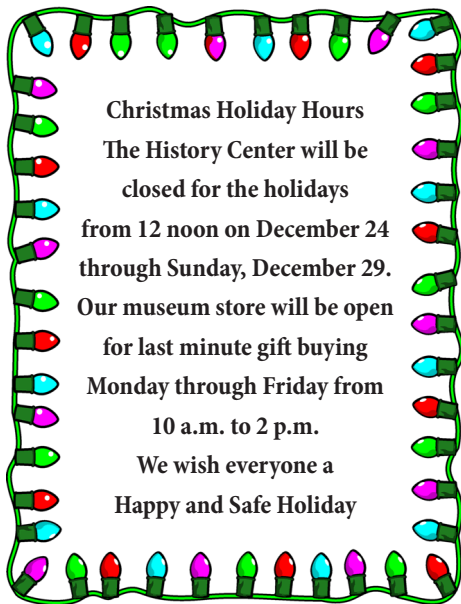 Christmas Holiday Hours
The History Center will be
closed for the holidays
from 12 noon on December 24
through Sunday, December 29.
Our museum store will be open
for last minute gift buying
Monday through Friday from
10 a.m. to 2 p.m.
We wish everyone a
Happy and Safe Holiday